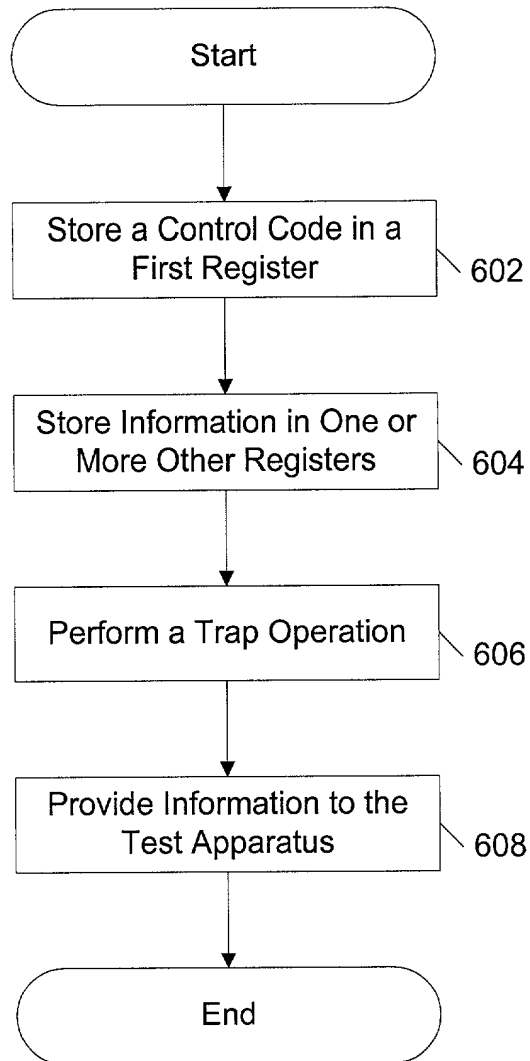 Start
Store a Control Code in a
First Register
602
Store Information in One or
More Other Registers
604
Perform a Trap Operation
606
Provide Information to the
Test Apparatus
608
End